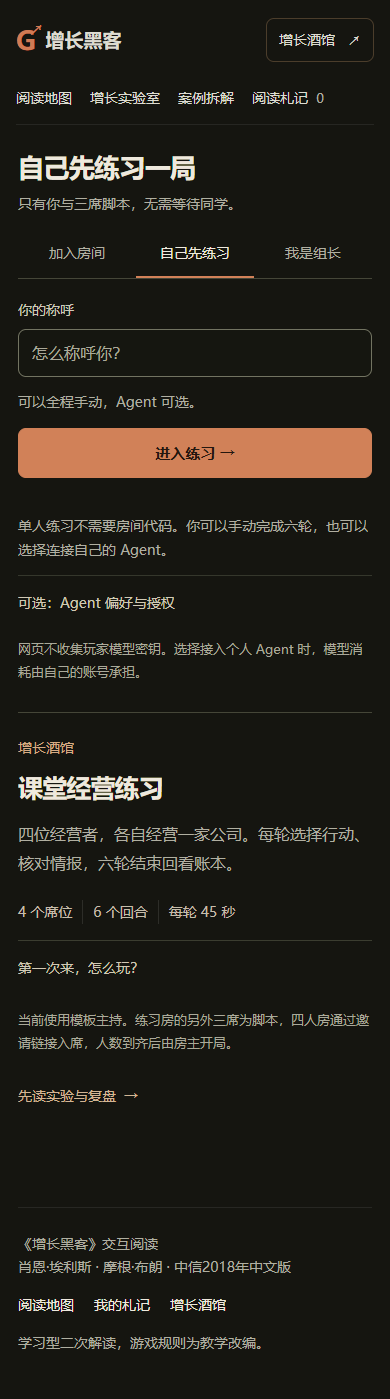 增长黑客
增长酒馆 ↗
阅读地图 增长实验室 案例拆解 阅读札记 0
自己先练习一局
只有你与三席脚本，无需等待同学。
加入房间 自己先练习 我是组长
你的称呼
怎么称呼你？
可以全程手动，Agent 可选。
进入练习 →
单人练习不需要房间代码。你可以手动完成六轮，也可以
选择连接自己的 Agent。
可选：Agent 偏好与授权
网页不收集玩家模型密钥。选择接入个人 Agent 时，模型消
耗由自己的账号承担。
增长酒馆
课堂经营练习
四位经营者，各自经营一家公司。每轮选择行动、
核对情报，六轮结束回看账本。
4 个席位 6 个回合 每轮 45 秒
第一次来，怎么玩？
当前使用模板主持。练习房的另外三席为脚本，四人房通过邀
请链接入席，人数到齐后由房主开局。
先读实验与复盘 →
《增长黑客》交互阅读
肖恩·埃利斯 · 摩根·布朗 · 中信2018年中文版
阅读地图 我的札记 增长酒馆
学习型二次解读，游戏规则为教学改编。